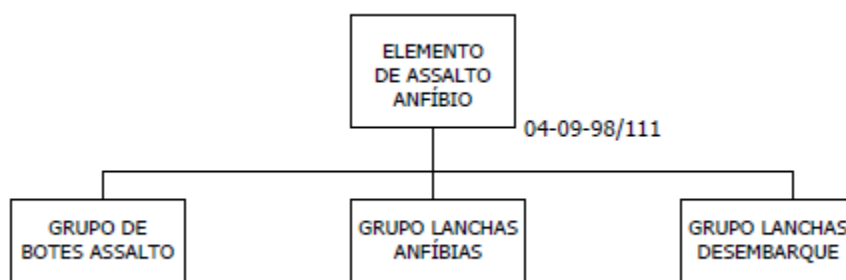 ELEMENTO
DE ASSALTO
ANFÍBIO
04-09-98/111
GRUPO DE
BOTES ASSALTO
GRUPO LANCHAS
ANFÍBIAS
GRUPO LANCHAS
DESEMBARQUE